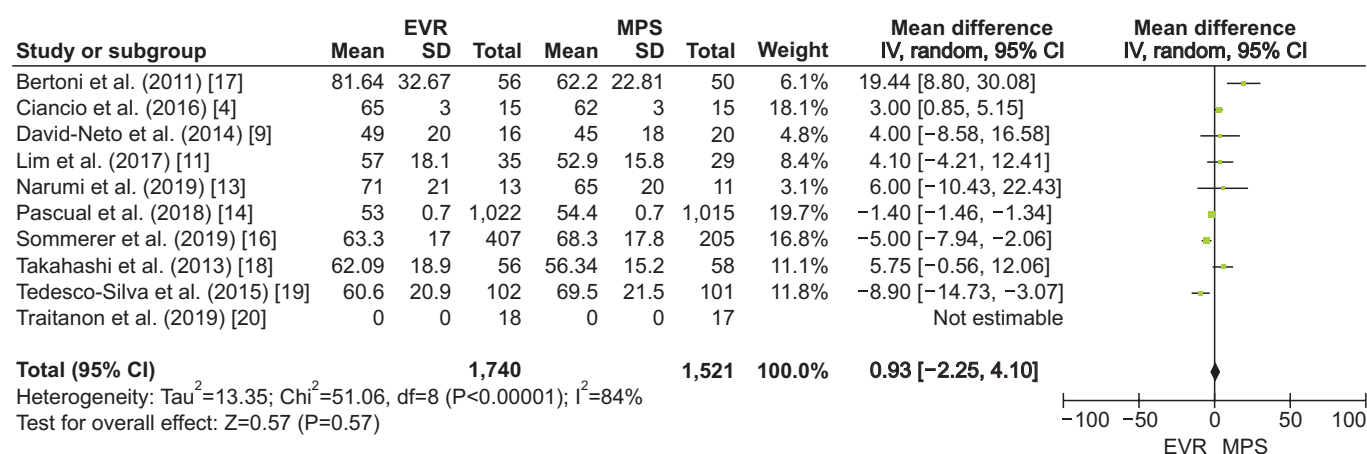 EVR MPS Mean difference Mean difference
Study or subgroup Mean SD Total Mean SD Total Weight IV, random, 95% CI IV, random, 95% CI
Bertoni et al. (2011) [17] 81.64 32.67 56 62.2 22.81 50 6.1% 19.44 [8.80, 30.08]
Ciancio et al. (2016) [4] 65 3 15 62 3 15 18.1% 3.00 [0.85, 5.15]
David-Neto et al. (2014) [9] 49 20 16 45 18 20 4.8% 4.00 [−8.58, 16.58]
Lim et al. (2017) [11] 57 18.1 35 52.9 15.8 29 8.4% 4.10 [−4.21, 12.41]
Narumi et al. (2019) [13] 71 21 13 65 20 11 3.1% 6.00 [−10.43, 22.43]
Pascual et al. (2018) [14] 53 0.7 1,022 54.4 0.7 1,015 19.7% −1.40 [−1.46, −1.34]
Sommerer et al. (2019) [16] 63.3 17 407 68.3 17.8 205 16.8% −5.00 [−7.94, −2.06]
Takahashi et al. (2013) [18] 62.09 18.9 56 56.34 15.2 58 11.1% 5.75 [−0.56, 12.06]
Tedesco-Silva et al. (2015) [19] 60.6 20.9 102 69.5 21.5 101 11.8% −8.90 [−14.73, −3.07]
Traitanon et al. (2019) [20] 0 0 18 0 0 17 Not estimable
Total (95% CI) 1,740 1,521 100.0% 0.93 [−2.25, 4.10]
Heterogeneity: Tau²=13.35; Chi²=51.06, df=8 (P<0.00001); I²=84%
Test for overall effect: Z=0.57 (P=0.57)
−100 −50 0 50 100
EVR MPS